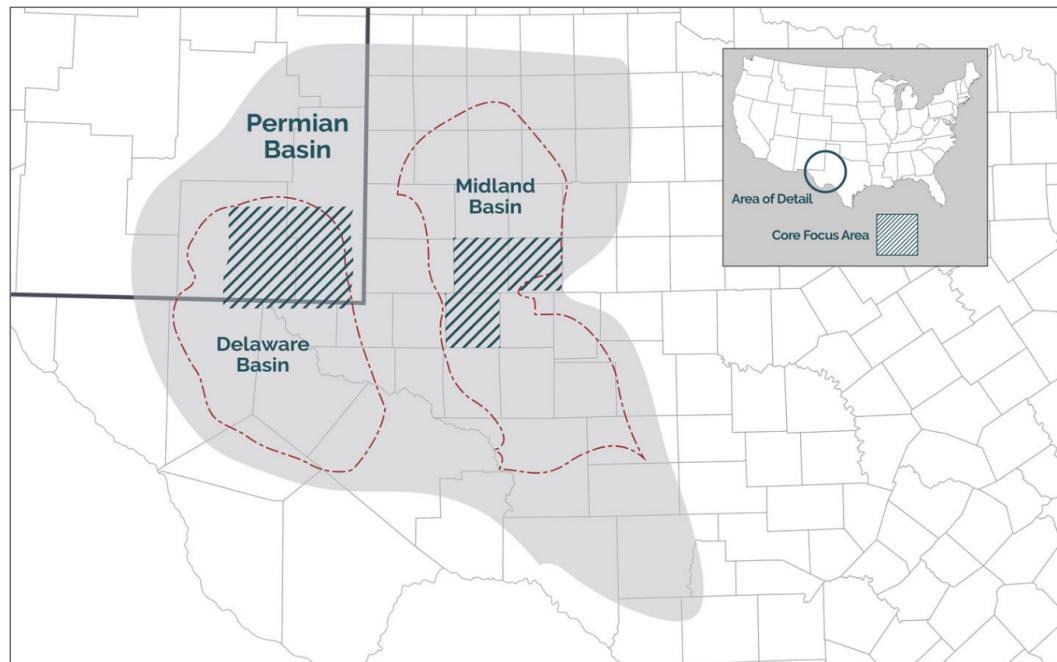 Permian
Basin
Midland
Basin
Delaware
Basin
Area of Detail
Core Focus Area